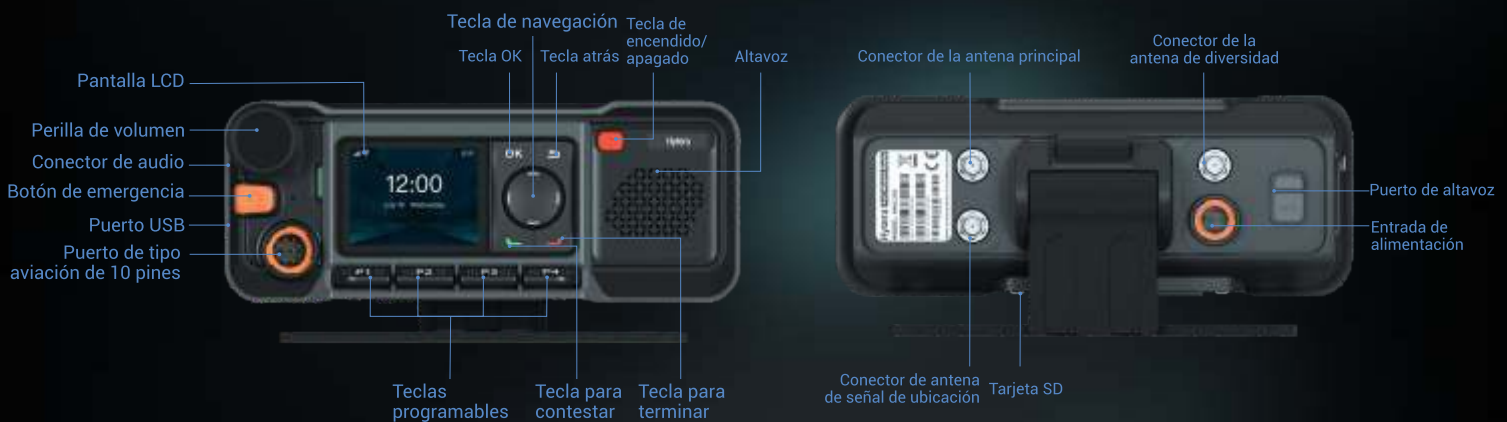 Tecla de navegación
Tecla de
encendido/
apagado
Tecla OK
Tecla atrás
Altavoz
Pantalla LCD
Perilla de volumen
Conector de audio
Botón de emergencia
Puerto USB
Puerto de tipo
aviación de 10 pines
OK
Hytera
12:00
P1
P2
P3
P4
Teclas
programables
Tecla para
contestar
Tecla para
terminar
Conector de la antena principal
Conector de la
antena de diversidad
Hytera
Puerto de altavoz
Entrada de
alimentación
Conector de antena
de señal de ubicación
Tarjeta SD